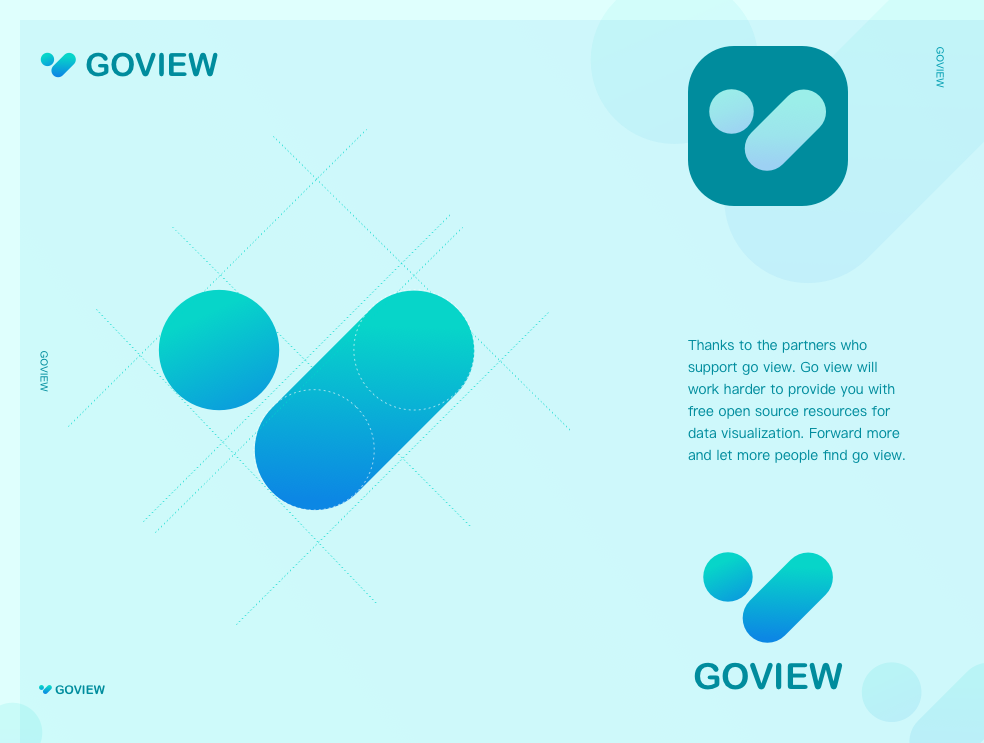 GOVIEW
GOVIEW
GOVIEW
Thanks to the partners who
support go view. Go view will
work harder to provide you with
free open source resources for
data visualization. Forward more
and let more people find go view.
GOVIEW
GOVIEW